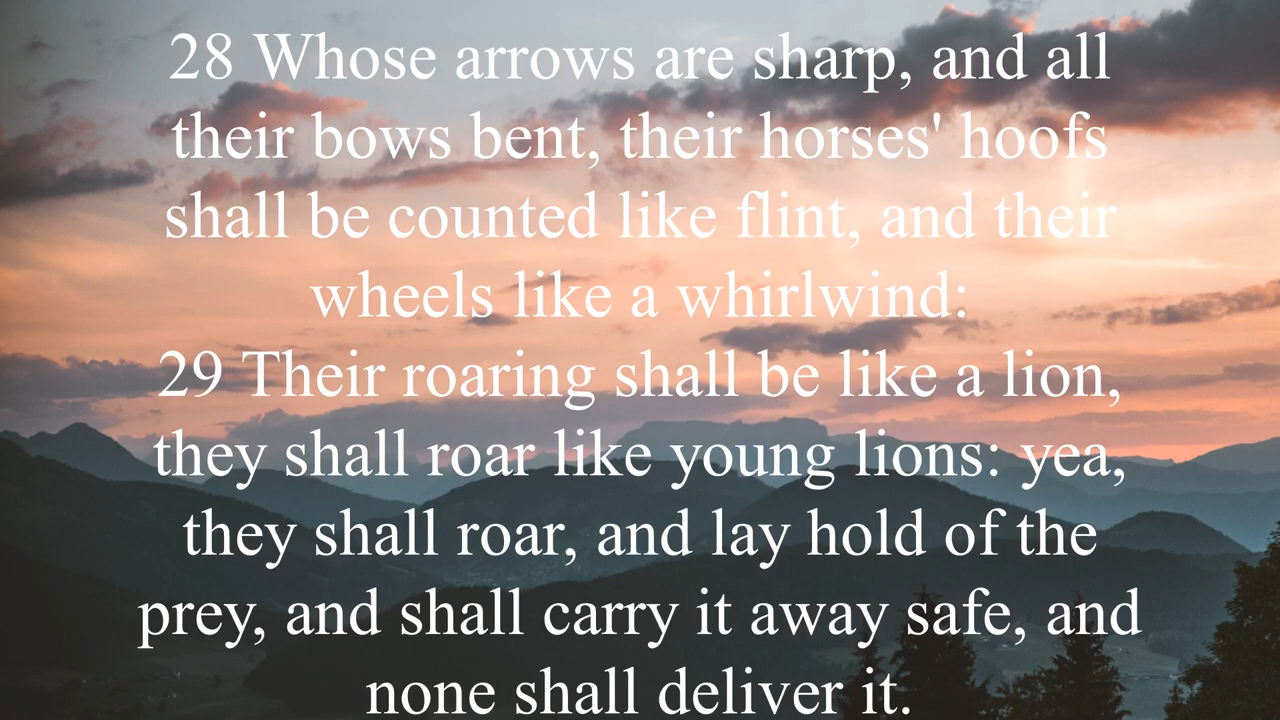 28 Whose arrows are sharp, and all
their bows bent, their horses' hoofs
shall be counted like flint, and their
wheels like a whirlwind:
29 Their roaring shall be like a lion,
they shall roar like young lions: yea,
they shall roar, and lay hold of the
prey, and shall carry it away safe, and
none shall deliver it.